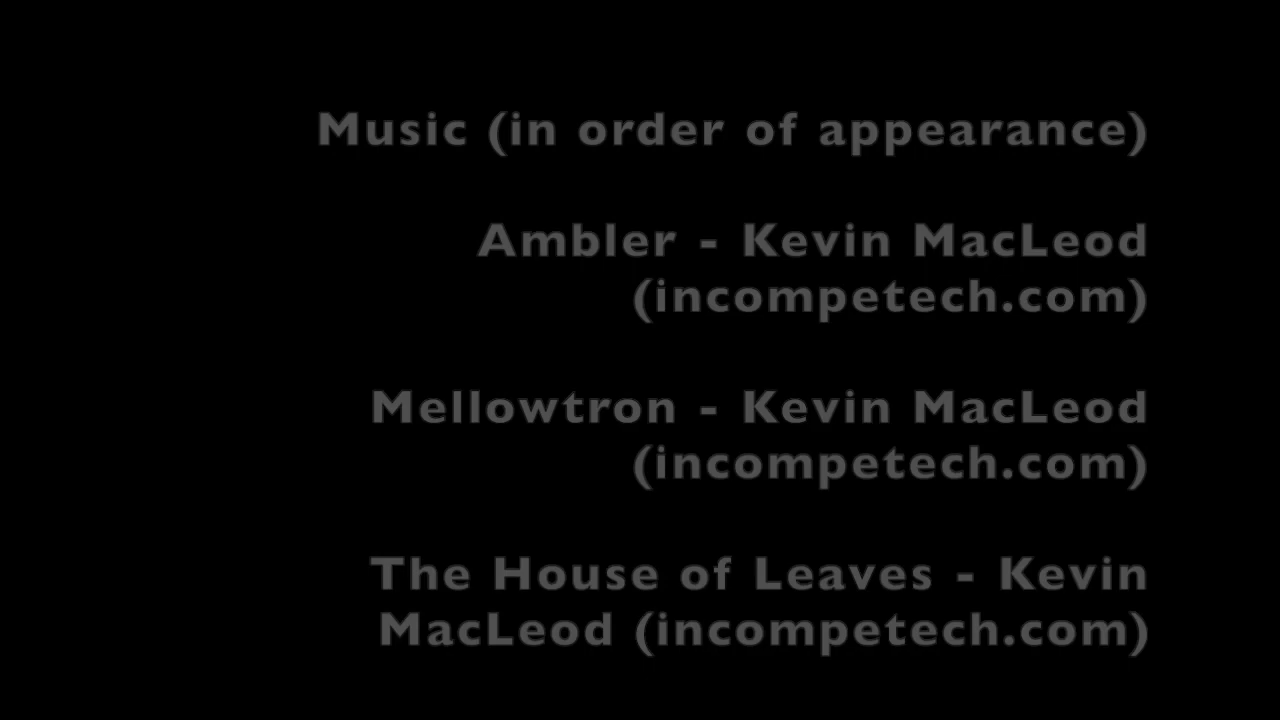 Music (in order of appearance)
Ambler - Kevin MacLeod
(incompetech.com)
Mellowtron - Kevin MacLeod
(incompetech.com)
The House of Leaves - Kevin
MacLeod (incompetech.com)